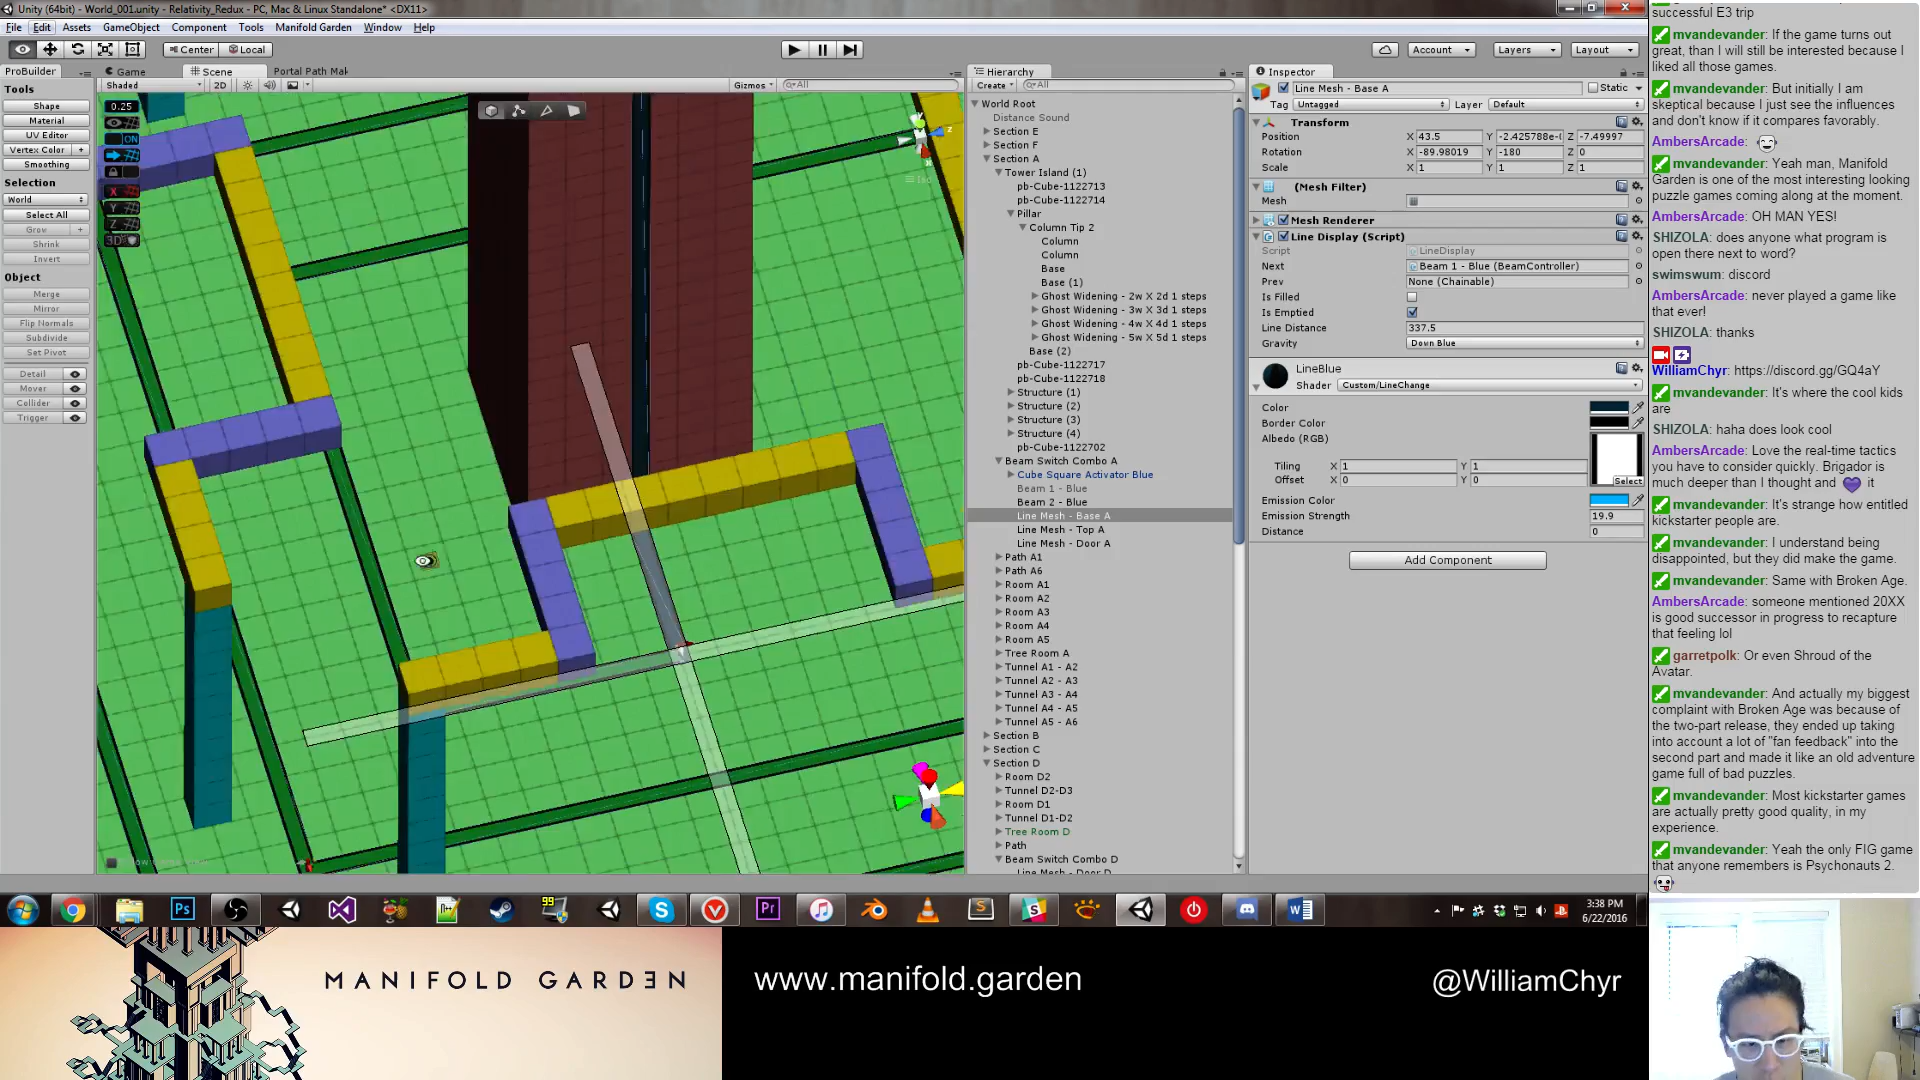 Unity (64bit) - World_001.unity - Relativity_Redux - PC, Mac & Linux Standalone* <DX11>
File Edit Assets GameObject Component Tools Manifold Garden Window Help
Center Local Account Layers Layout
ProBuilder
Game Scene Portal Path Mak
Shaded 2D Gizmos All
Tools
Shape
Material
UV Editor
Vertex Color +
Smoothing
Selection
World
Select All
Grow +
Shrink
Invert
Object
Merge
Mirror
Flip Normals
Subdivide
Set Pivot
Detail
Mover
Collider
Trigger
0.25
ON
X
Y
Z
3D
Hierarchy
Create All
World Root
Distance Sound
Section E
Section F
Section A
Tower Island (1)
pb-Cube-1122713
pb-Cube-1122714
Pillar
Column Tip 2
Column
Column
Base
Base (1)
Ghost Widening - 2w X 2d 1 steps
Ghost Widening - 3w X 3d 1 steps
Ghost Widening - 4w X 4d 1 steps
Ghost Widening - 5w X 5d 1 steps
Base (2)
pb-Cube-1122717
pb-Cube-1122718
Structure (1)
Structure (2)
Structure (3)
Structure (4)
pb-Cube-1122702
Beam Switch Combo A
Cube Square Activator Blue
Beam 1 - Blue
Beam 2 - Blue
Line Mesh - Base A
Line Mesh - Top A
Line Mesh - Door A
Path A1
Path A6
Room A1
Room A2
Room A3
Room A4
Room A5
Tree Room A
Tunnel A1 - A2
Tunnel A2 - A3
Tunnel A3 - A4
Tunnel A4 - A5
Tunnel A5 - A6
Section B
Section C
Section D
Room D2
Tunnel D2-D3
Room D1
Tunnel D1-D2
Tree Room D
Path
Beam Switch Combo D
Line Mesh - Door D
Inspector
Line Mesh - Base A Static
Tag Untagged Layer Default
Transform
Position X 43.5 Y -2.425788e-( Z -7.49997
Rotation X -89.98019 Y -180 Z 0
Scale X 1 Y 1 Z 1
(Mesh Filter)
Mesh
Mesh Renderer
Line Display (Script)
Script LineDisplay
Next Beam 1 - Blue (BeamController)
Prev None (Chainable)
Is Filled
Is Emptied
Line Distance 337.5
Gravity Down Blue
LineBlue
Shader Custom/LineChange
Color
Border Color
Albedo (RGB)
Tiling X 1 Y 1
Offset X 0 Y 0
Select
Emission Color
Emission Strength 19.9
Distance 0
Add Component
successful E3 trip
mvandevander: If the game turns out
great, than I will still be interested because I
liked all those games.
mvandevander: But initially I am
skeptical because I just see the influences
and don't know if it compares favorably.
AmbersArcade:
mvandevander: Yeah man, Manifold
Garden is one of the most interesting looking
puzzle games coming along at the moment.
AmbersArcade: OH MAN YES!
SHIZOLA: does anyone what program is
open there next to word?
swimswum: discord
AmbersArcade: never played a game like
that ever!
SHIZOLA: thanks
WilliamChyr: https://discord.gg/GQ4aY
mvandevander: It's where the cool kids
are
SHIZOLA: haha does look cool
AmbersArcade: Love the real-time tactics
you have to consider quickly. Brigador is
much deeper than I thought and it
mvandevander: It's strange how entitled
kickstarter people are.
mvandevander: I understand being
disappointed, but they did make the game.
mvandevander: Same with Broken Age.
AmbersArcade: someone mentioned 20XX
is good successor in progress to recapture
that feeling lol
garretpolk: Or even Shroud of the
Avatar.
mvandevander: And actually my biggest
complaint with Broken Age was because of
the two-part release, they ended up taking
into account a lot of "fan feedback" into the
second part and made it like an old adventure
game full of bad puzzles.
mvandevander: Most kickstarter games
are actually pretty good quality, in my
experience.
mvandevander: Yeah the only FIG game
that anyone remembers is Psychonauts 2.
3:38 PM
6/22/2016
MANIFOLD GARDEN
www.manifold.garden
@WilliamChyr